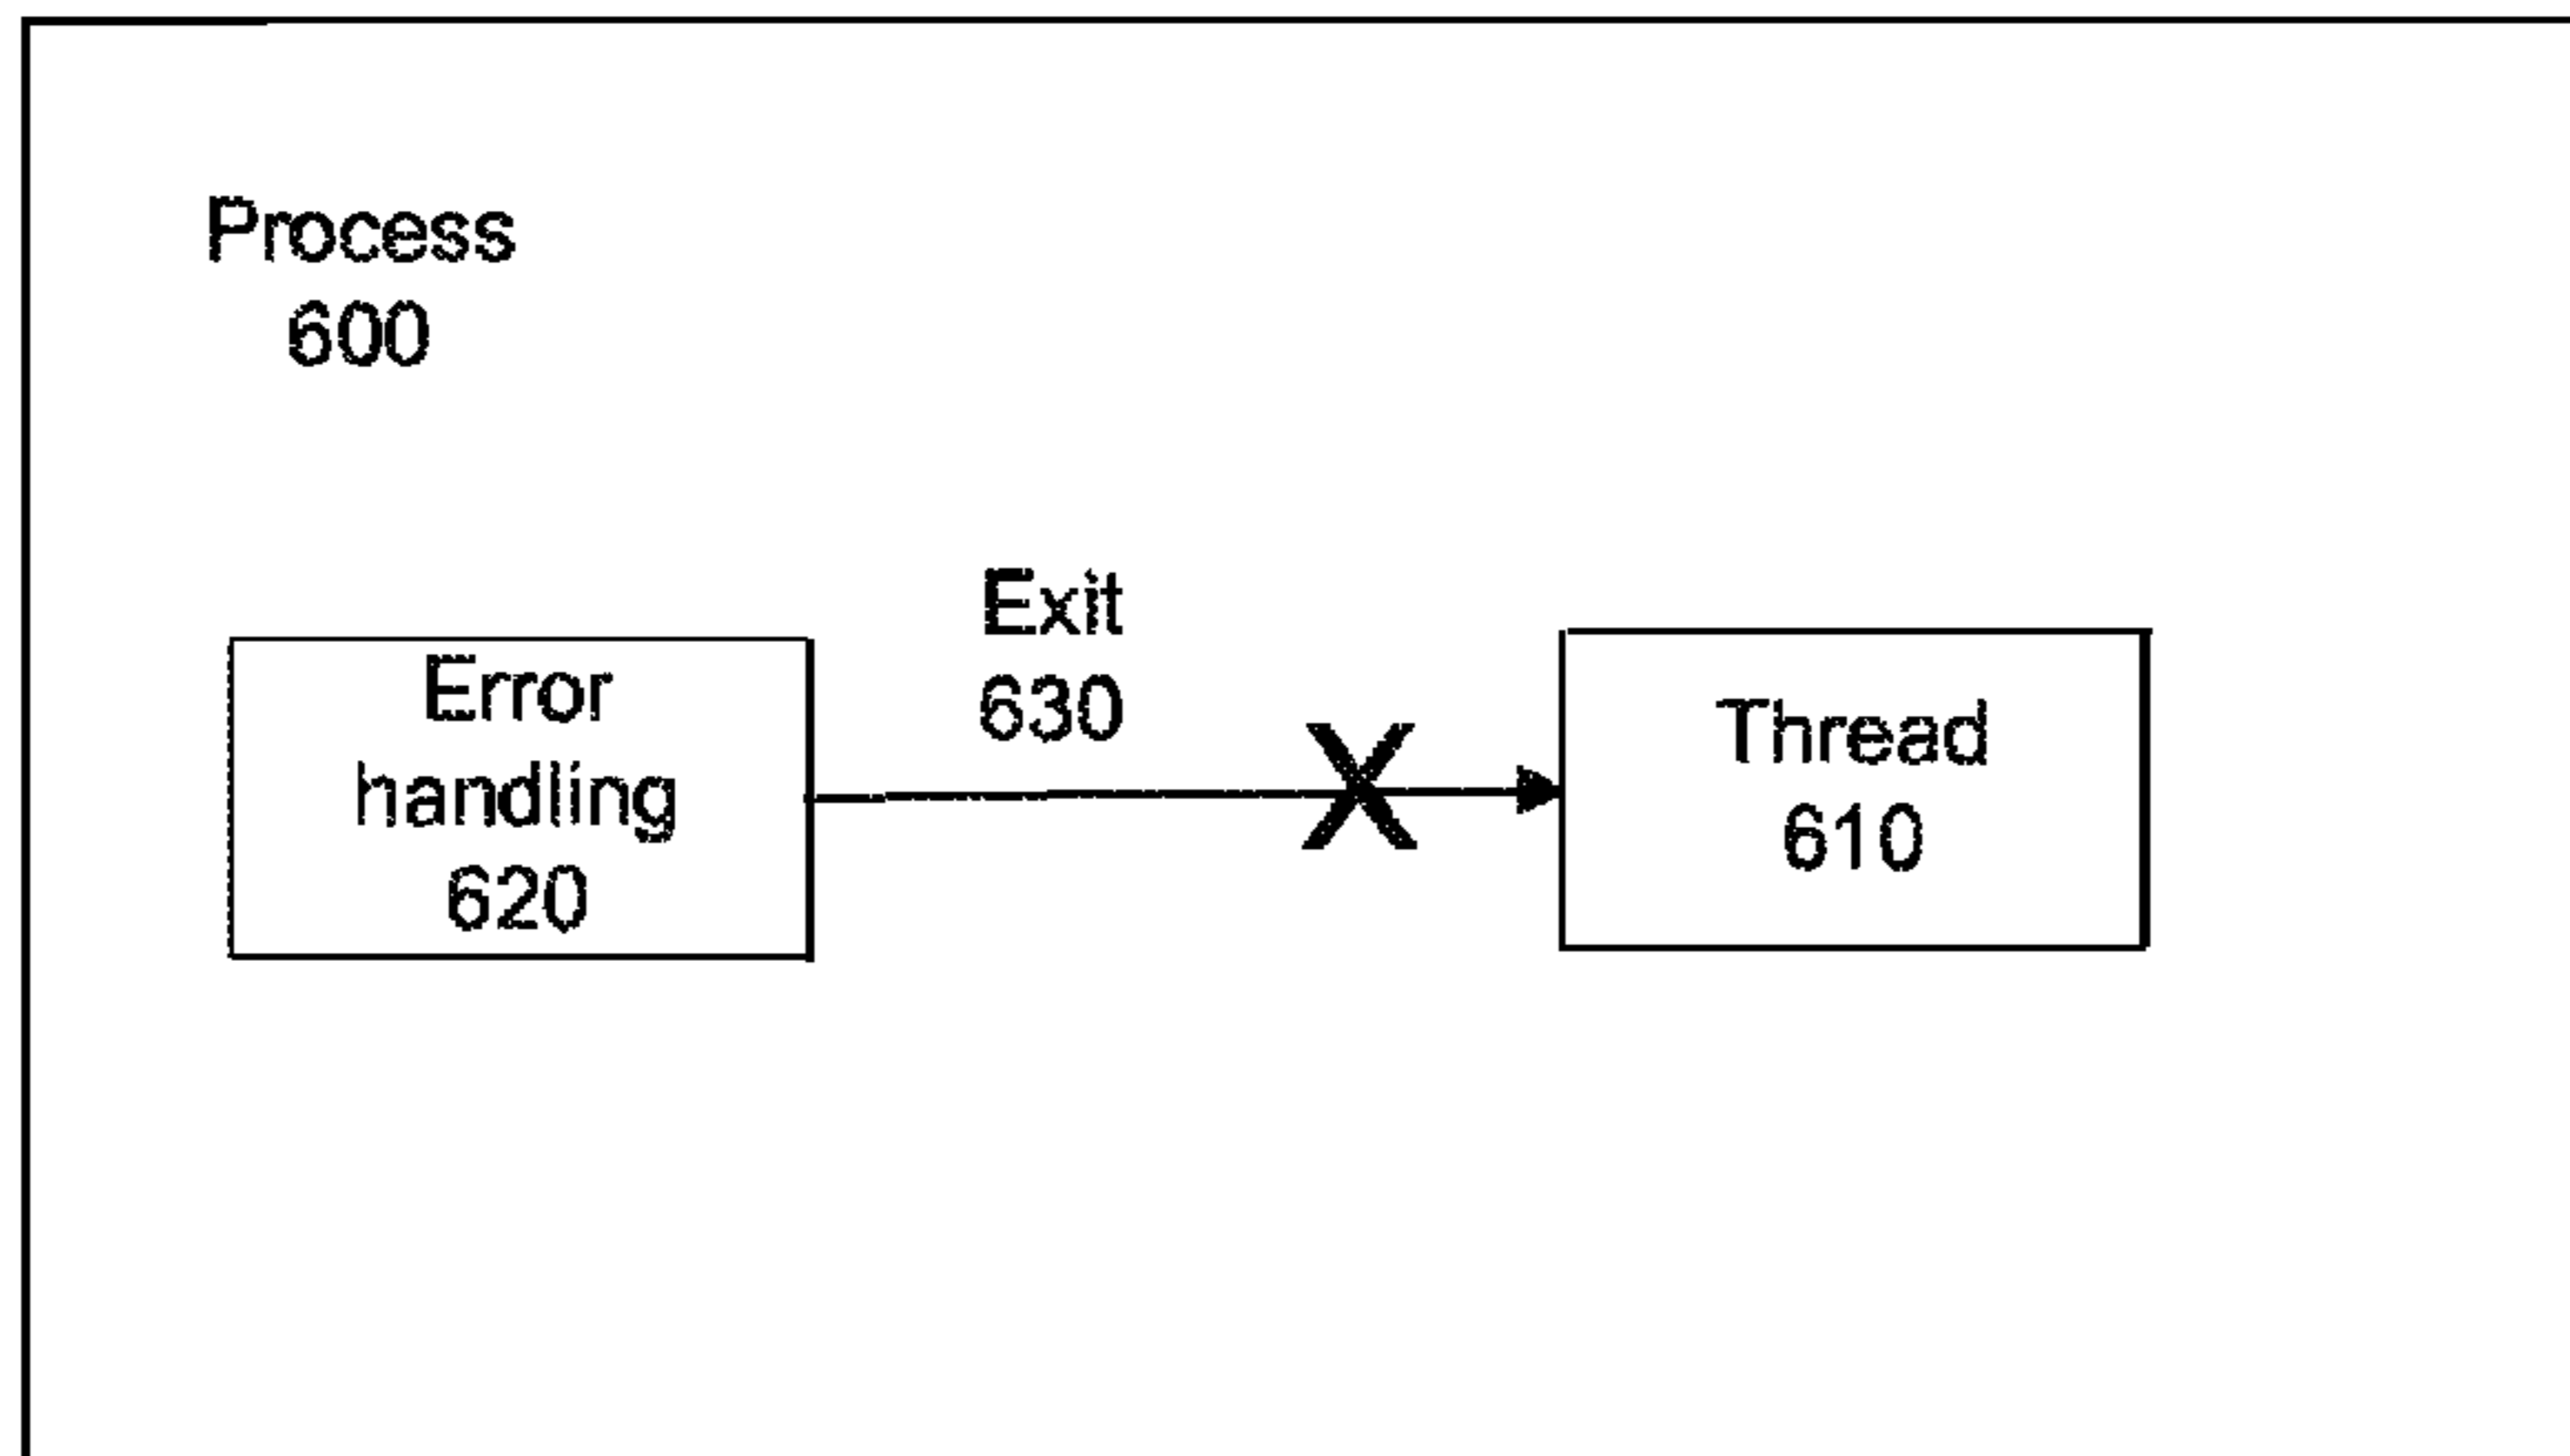 Process
600
Exit
630
Error
handling
620
Thread
610
X